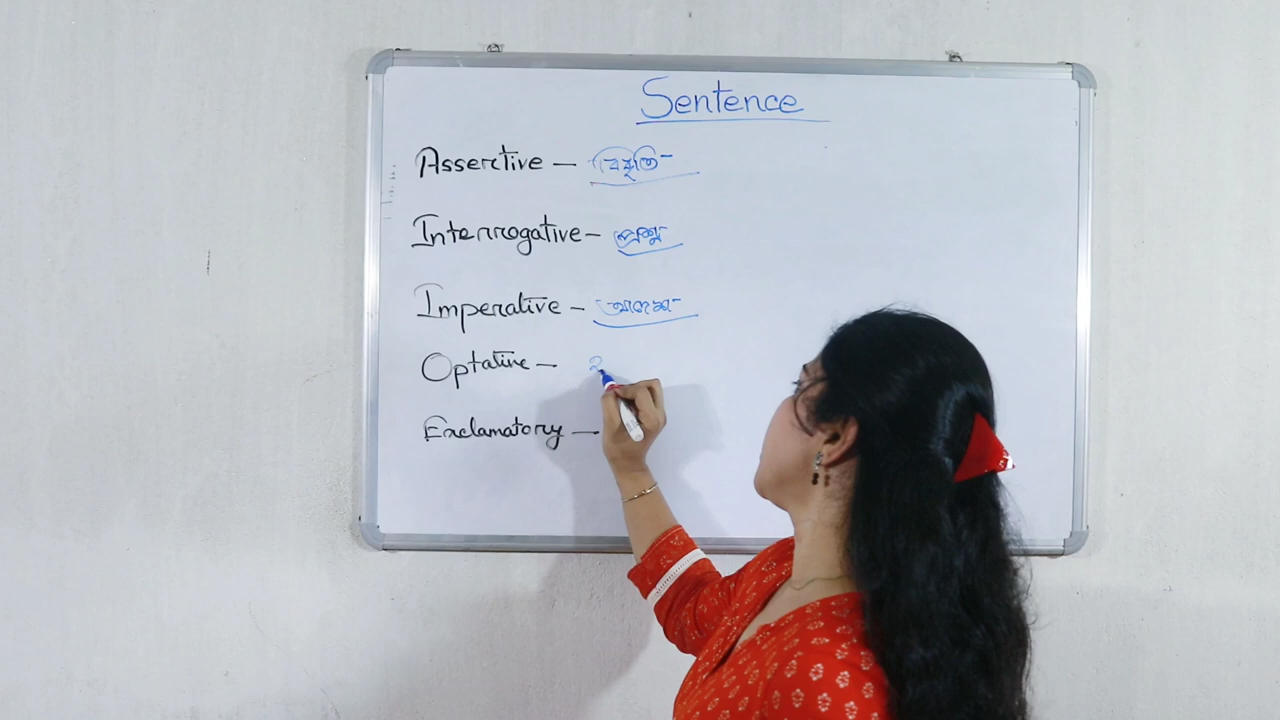 Sentence
Assertive – বিবৃতি
Interrogative – প্রশ্ন
Imperative – আদেশ
Optative –
Exclamatory –